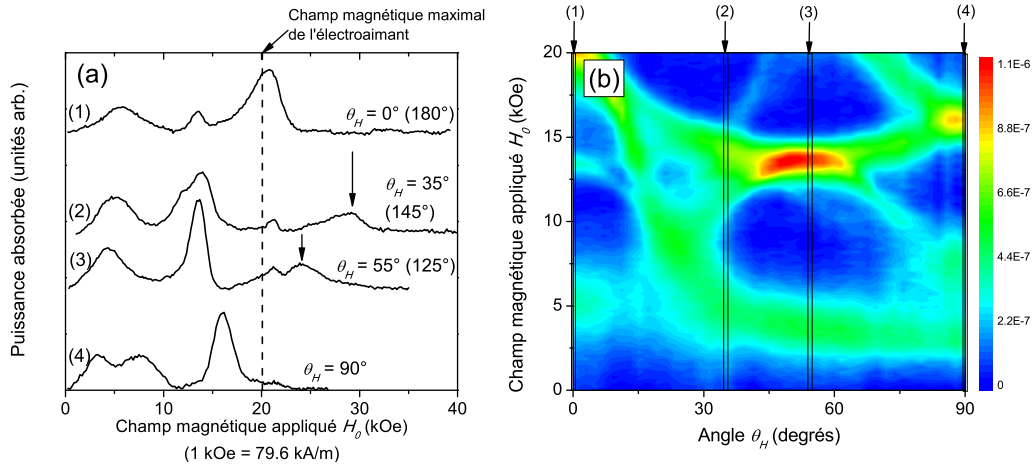 Champ magnétique maximal
de l'électroaimant
(a)
Puissance absorbée (unités arb.)
(1)
θH = 0° (180°)
(2)
θH = 35°
(145°)
(3)
θH = 55° (125°)
(4)
θH = 90°
0 10 20 30 40
Champ magnétique appliqué H0 (kOe)
(1 kOe = 79.6 kA/m)
(1) (2) (3) (4)
(b)
Champ magnétique appliqué H0 (kOe)
20
15
10
5
0
0 30 60 90
Angle θH (degrés)
1.1E-6
8.8E-7
6.6E-7
4.4E-7
2.2E-7
0